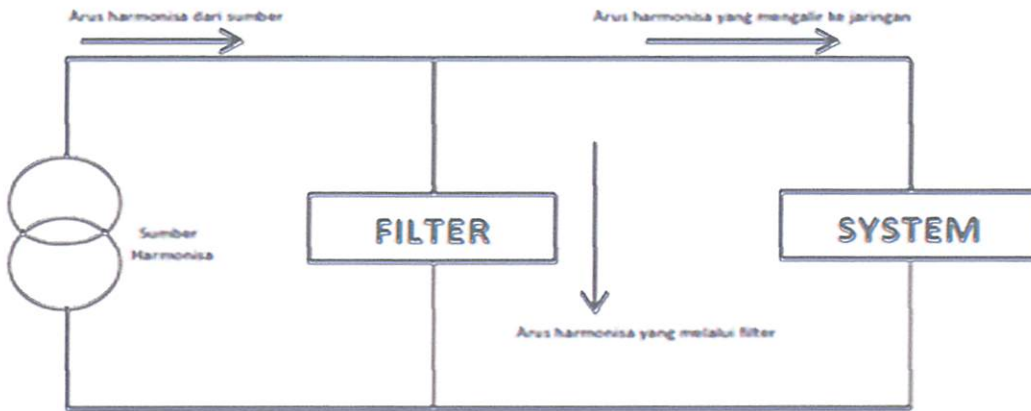 Arus harmonisa dari sumber
Arus harmonisa yang mengalir ke jaringan
Sumber
Harmonisa
FILTER
SYSTEM
Arus harmonisa yang melalui filter